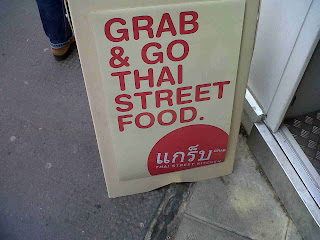 GRAB
& GO
THAI
STREET
FOOD.
แกร็บ
THAI STREET KITCHEN